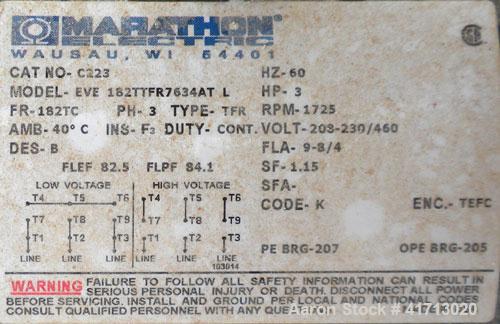 MARATHON
ELECTRIC
WAUSAU, WI 54401
CAT NO- C223
MODEL- EVE 182TTFR7634AT L
FR-182TC PH- 3 TYPE- TFR
AMB-40° C INS- F3 DUTY- CONT.
DES- B
FLEF 82.5 FLPF 84.1
HZ-60
HP- 3
RPM-1725
VOLT-208-230/460
FLA- 9-8/4
SF- 1.15
SFA-
CODE- K ENC.- TEFC
PE BRG-207 OPE BRG-205
LOW VOLTAGE HIGH VOLTAGE
T4 T5 T6 T4 T5 T6
T7 T8 T9 T7 T8 T9
T1 T2 T3 T1 T2 T3
LINE LINE LINE LINE LINE LINE
103014
WARNING FAILURE TO FOLLOW ALL SAFETY INFORMATION CAN RESULT IN
SERIOUS PERSONAL INJURY OR DEATH. DISCONNECT ALL POWER
BEFORE SERVICING. INSTALL AND GROUND PER LOCAL AND NATIONAL CODES
CONSULT QUALIFIED PERSONNEL WITH ANY QUE
Aaron Stock # 41713020